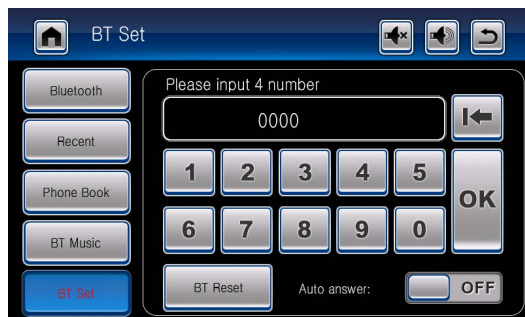 BT Set
Bluetooth
Recent
Phone Book
BT Music
BT Set
Please input 4 number
0000
1 2 3 4 5
OK
6 7 8 9 0
BT Reset
Auto answer:
OFF